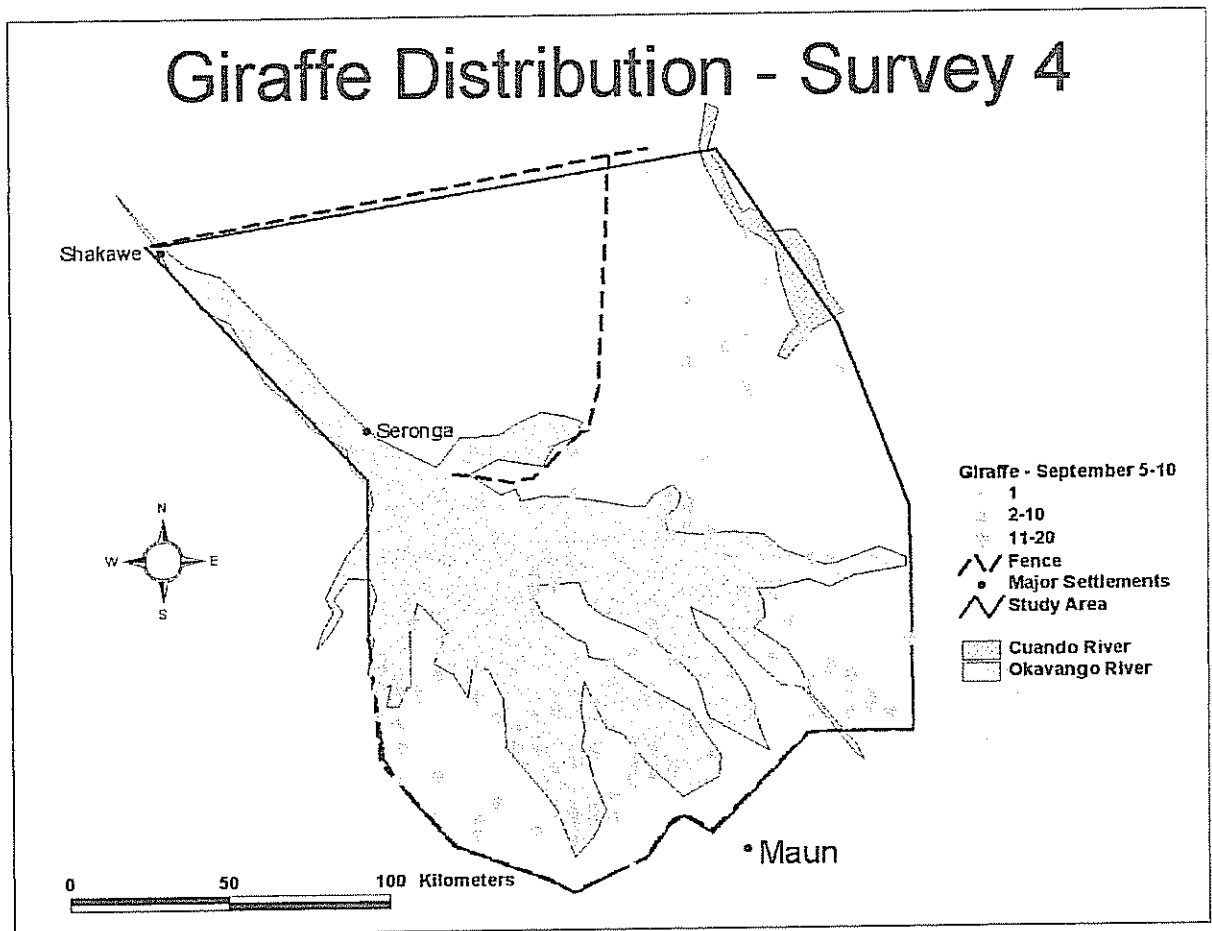 Giraffe Distribution - Survey 4
Shakawe
Seronga
N
W E
S
Giraffe - September 5-10
1
2-10
11-20
Fence
Major Settlements
Study Area
Cuando River
Okavango River
Maun
0 50 100 Kilometers